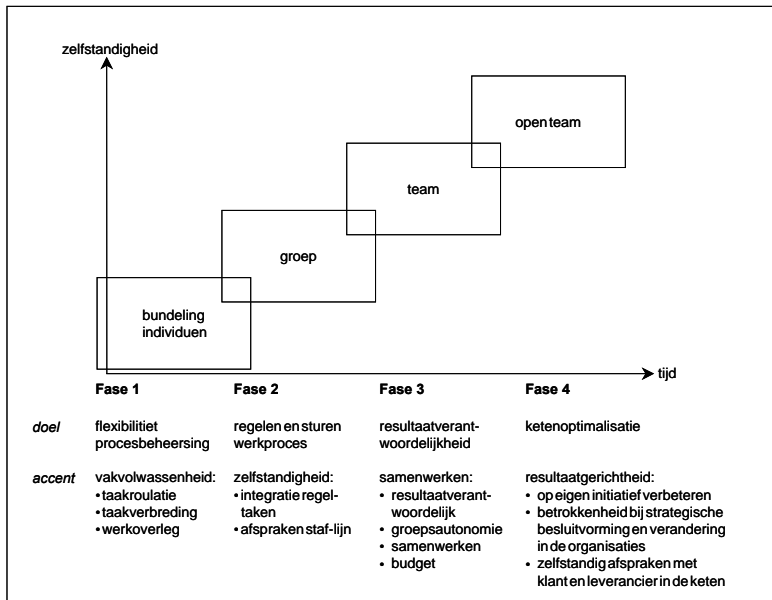 zelfstandigheid
open team
team
groep
bundeling
individuen
tijd
Fase 1
Fase 2
Fase 3
Fase 4
doel
flexibilitiet
procesbeheersing
regelen en sturen
werkproces
resultaatverant-
woordelijkheid
ketenoptimalisatie
accent
vakvolwassenheid:
• taakroulatie
• taakverbreding
• werkoverleg
zelfstandigheid:
• integratie regel-
taken
• afspraken staf-lijn
samenwerken:
• resultaatverant-
woordelijk
• groepsautonomie
• samenwerken
• budget
resultaatgerichtheid:
• op eigen initiatief verbeteren
• betrokkenheid bij strategische
besluitvorming en verandering
in de organisaties
• zelfstandig afspraken met
klant en leverancier in de keten